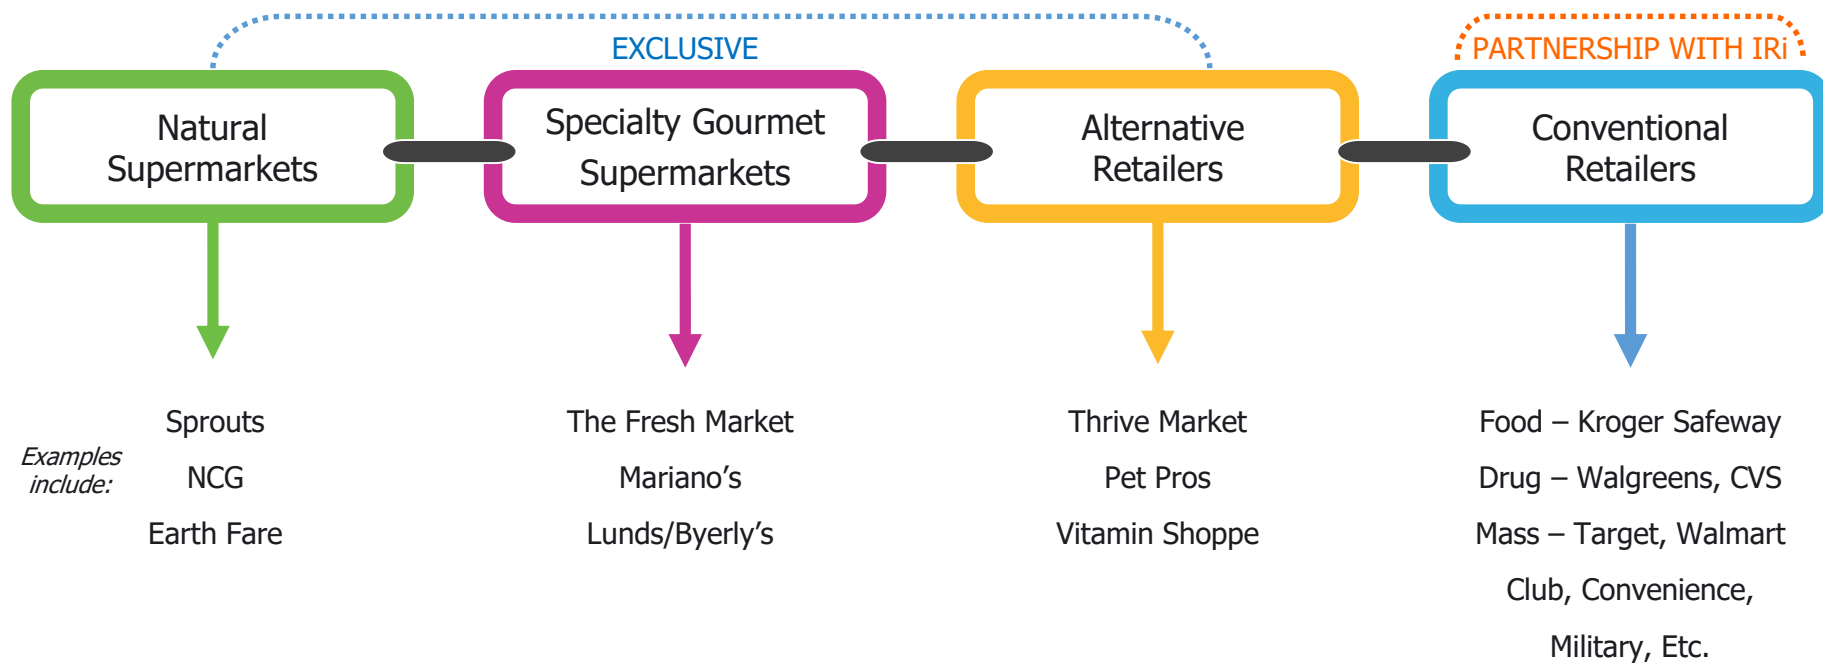 EXCLUSIVE
PARTNERSHIP WITH IRi
Natural
Supermarkets
Specialty Gourmet
Supermarkets
Alternative
Retailers
Conventional
Retailers
Examples
include:
Sprouts
NCG
Earth Fare
The Fresh Market
Mariano’s
Lunds/Byerly’s
Thrive Market
Pet Pros
Vitamin Shoppe
Food – Kroger Safeway
Drug – Walgreens, CVS
Mass – Target, Walmart
Club, Convenience,
Military, Etc.